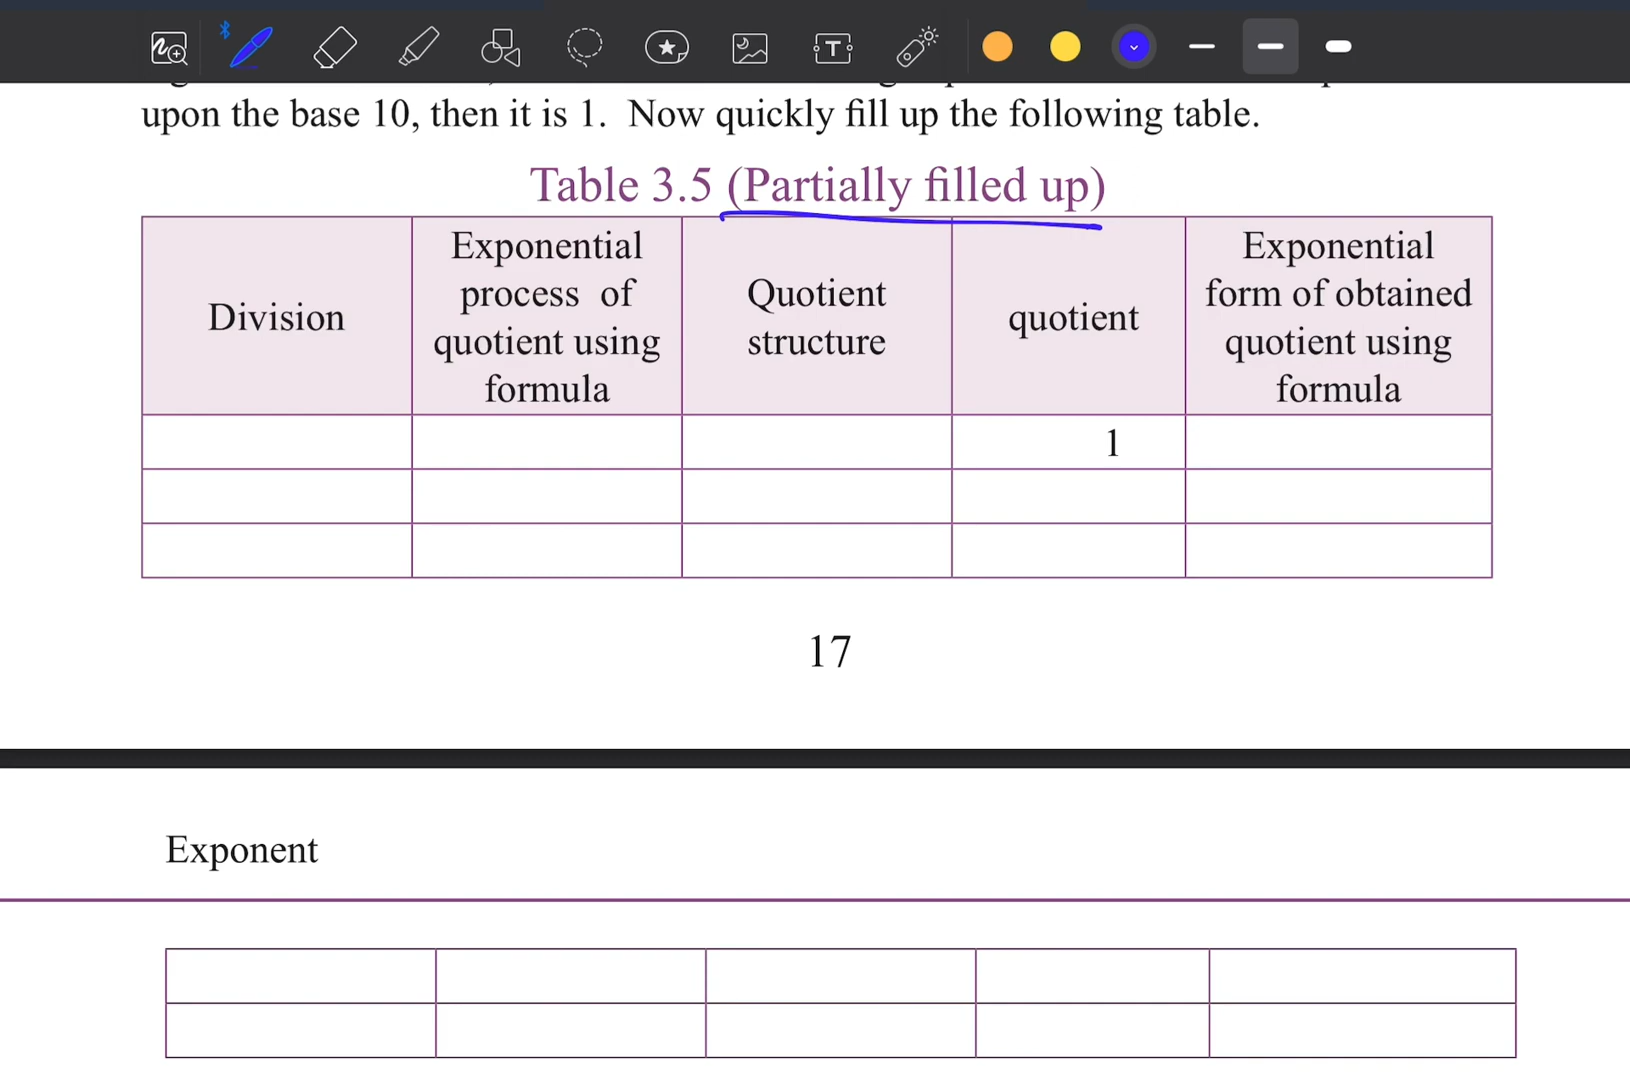 upon the base 10, then it is 1. Now quickly fill up the following table.
Table 3.5 (Partially filled up)
Division
Exponential
process of
quotient using
formula
Quotient
structure
quotient
Exponential
form of obtained
quotient using
formula
1
17
Exponent